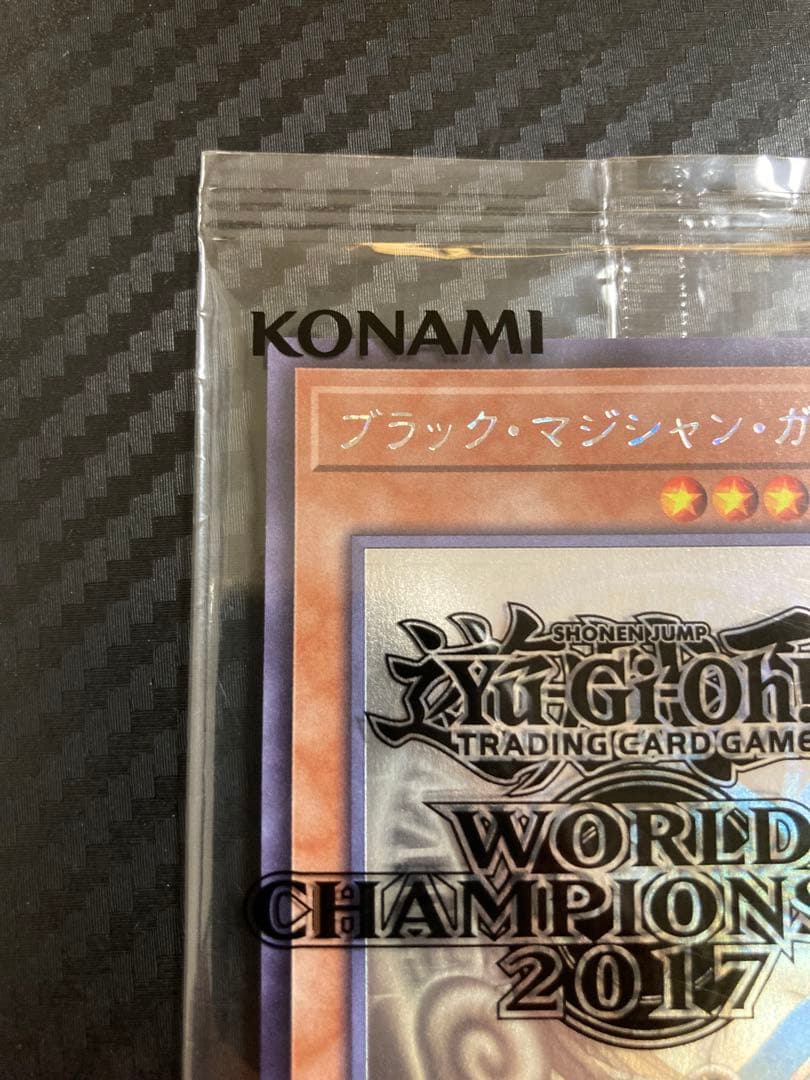 KONAMI
ブラック・マジシャン・ガ
SHONEN JUMP
遊
Yu-Gi-Oh!
TRADING CARD GAME
WORLD
CHAMPIONS
2017